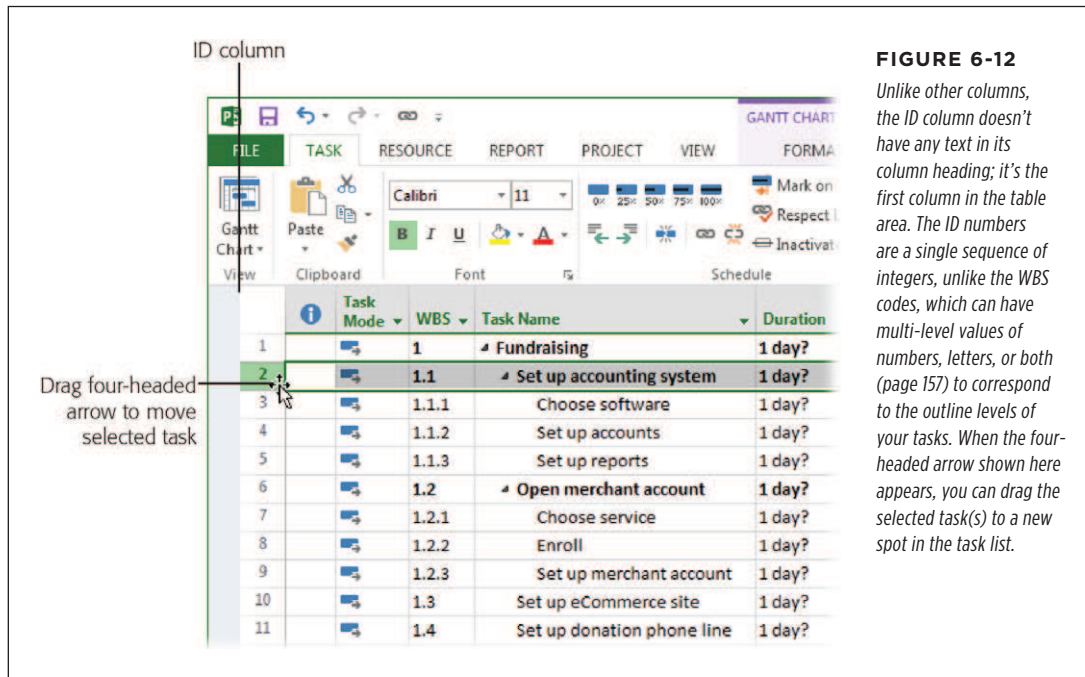 ID column
GANTT CHART
FILE TASK RESOURCE REPORT PROJECT VIEW FORMA
Gantt Chart
Paste
Calibri 11
B I U A
0% 25% 50% 75% 100%
Mark on
Respect
Inactivat
View Clipboard Font Schedule
Task Mode WBS Task Name Duration
1 1 Fundraising 1 day?
2 1.1 Set up accounting system 1 day?
3 1.1.1 Choose software 1 day?
4 1.1.2 Set up accounts 1 day?
5 1.1.3 Set up reports 1 day?
6 1.2 Open merchant account 1 day?
7 1.2.1 Choose service 1 day?
8 1.2.2 Enroll 1 day?
9 1.2.3 Set up merchant account 1 day?
10 1.3 Set up eCommerce site 1 day?
11 1.4 Set up donation phone line 1 day?
Drag four-headed
arrow to move
selected task
FIGURE 6-12
Unlike other columns,
the ID column doesn't
have any text in its
column heading; it's the
first column in the table
area. The ID numbers
are a single sequence of
integers, unlike the WBS
codes, which can have
multi-level values of
numbers, letters, or both
(page 157) to correspond
to the outline levels of
your tasks. When the four-
headed arrow shown here
appears, you can drag the
selected task(s) to a new
spot in the task list.